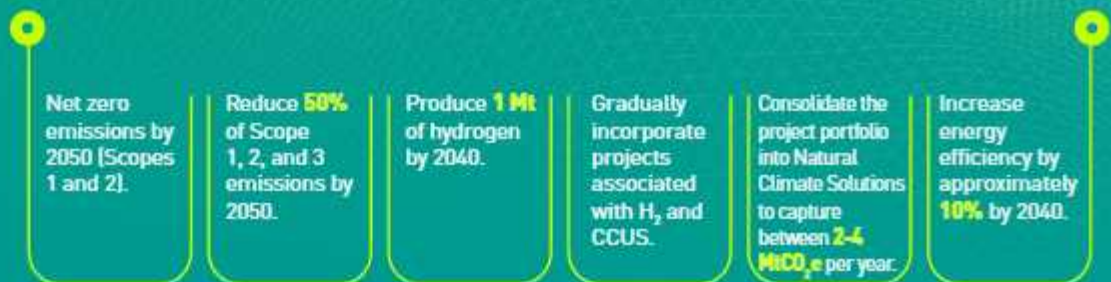 Net zero
emissions by
2050 (Scopes
1 and 2).
Reduce 50%
of Scope
1, 2, and 3
emissions by
2050.
Produce 1 Mt
of hydrogen
by 2040.
Gradually
incorporate
projects
associated
with H₂ and
CCUS.
Consolidate the
project portfolio
into Natural
Climate Solutions
to capture
between 2-4
MtCO₂e per year.
Increase
energy
efficiency by
approximately
10% by 2040.